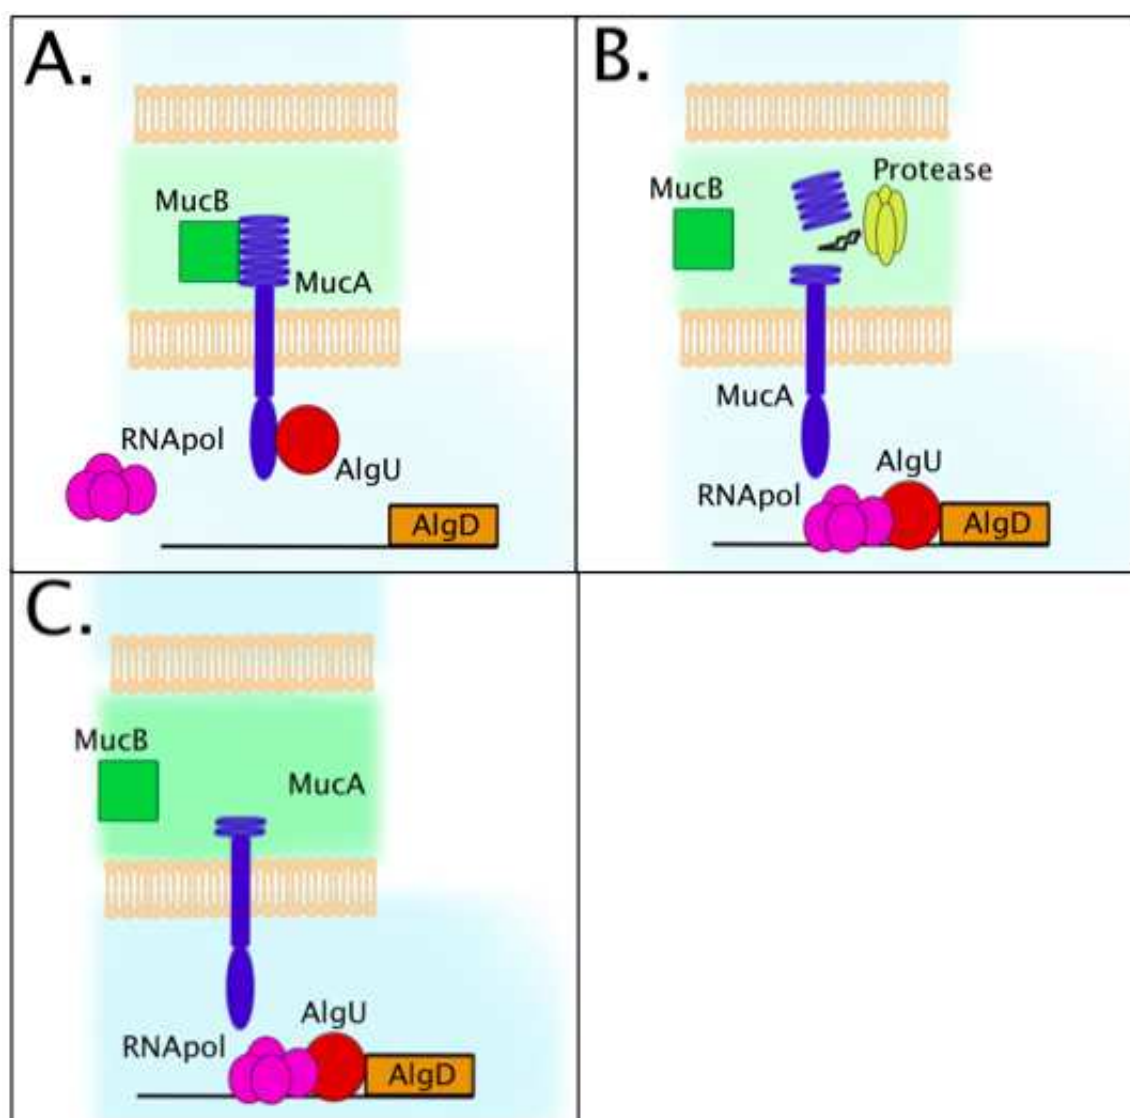 A.
MucB
MucA
RNApol
AlgU
AlgD
B.
Protease
MucB
MucA
AlgU
RNApol
AlgD
C.
MucB
MucA
AlgU
RNApol
AlgD